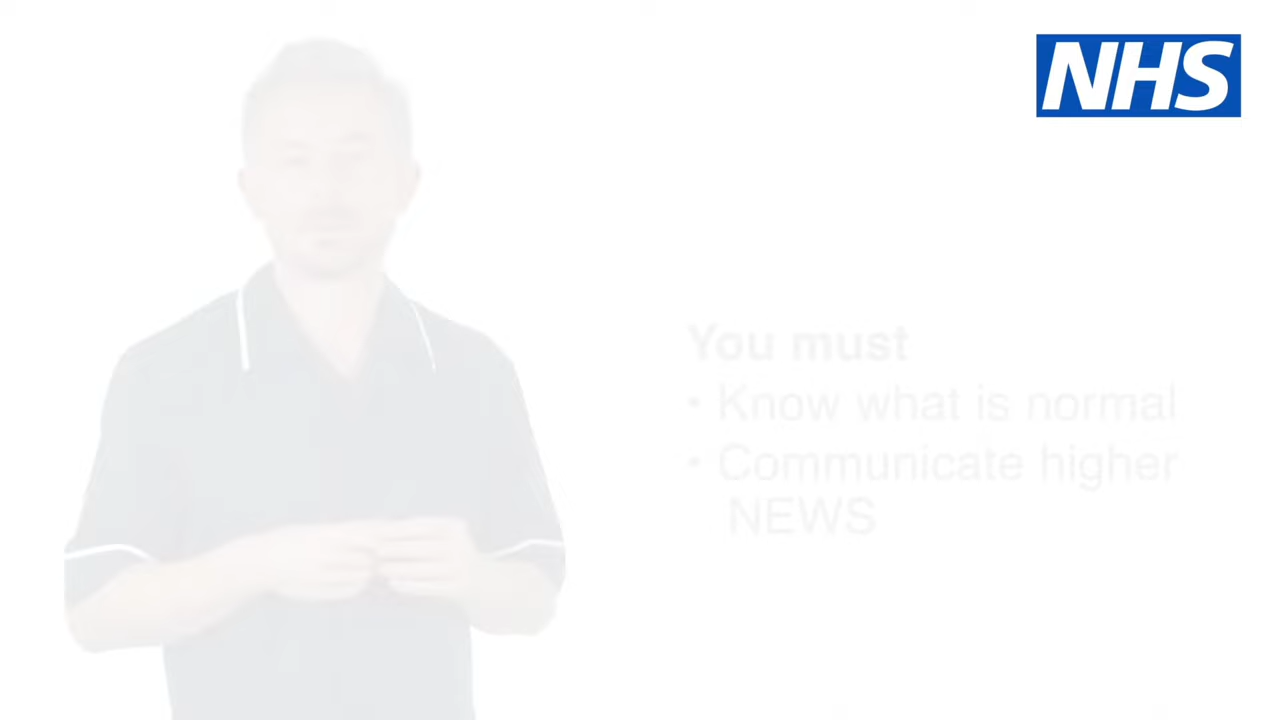 NHS
You must
• Know what is normal
• Communicate higher
NEWS